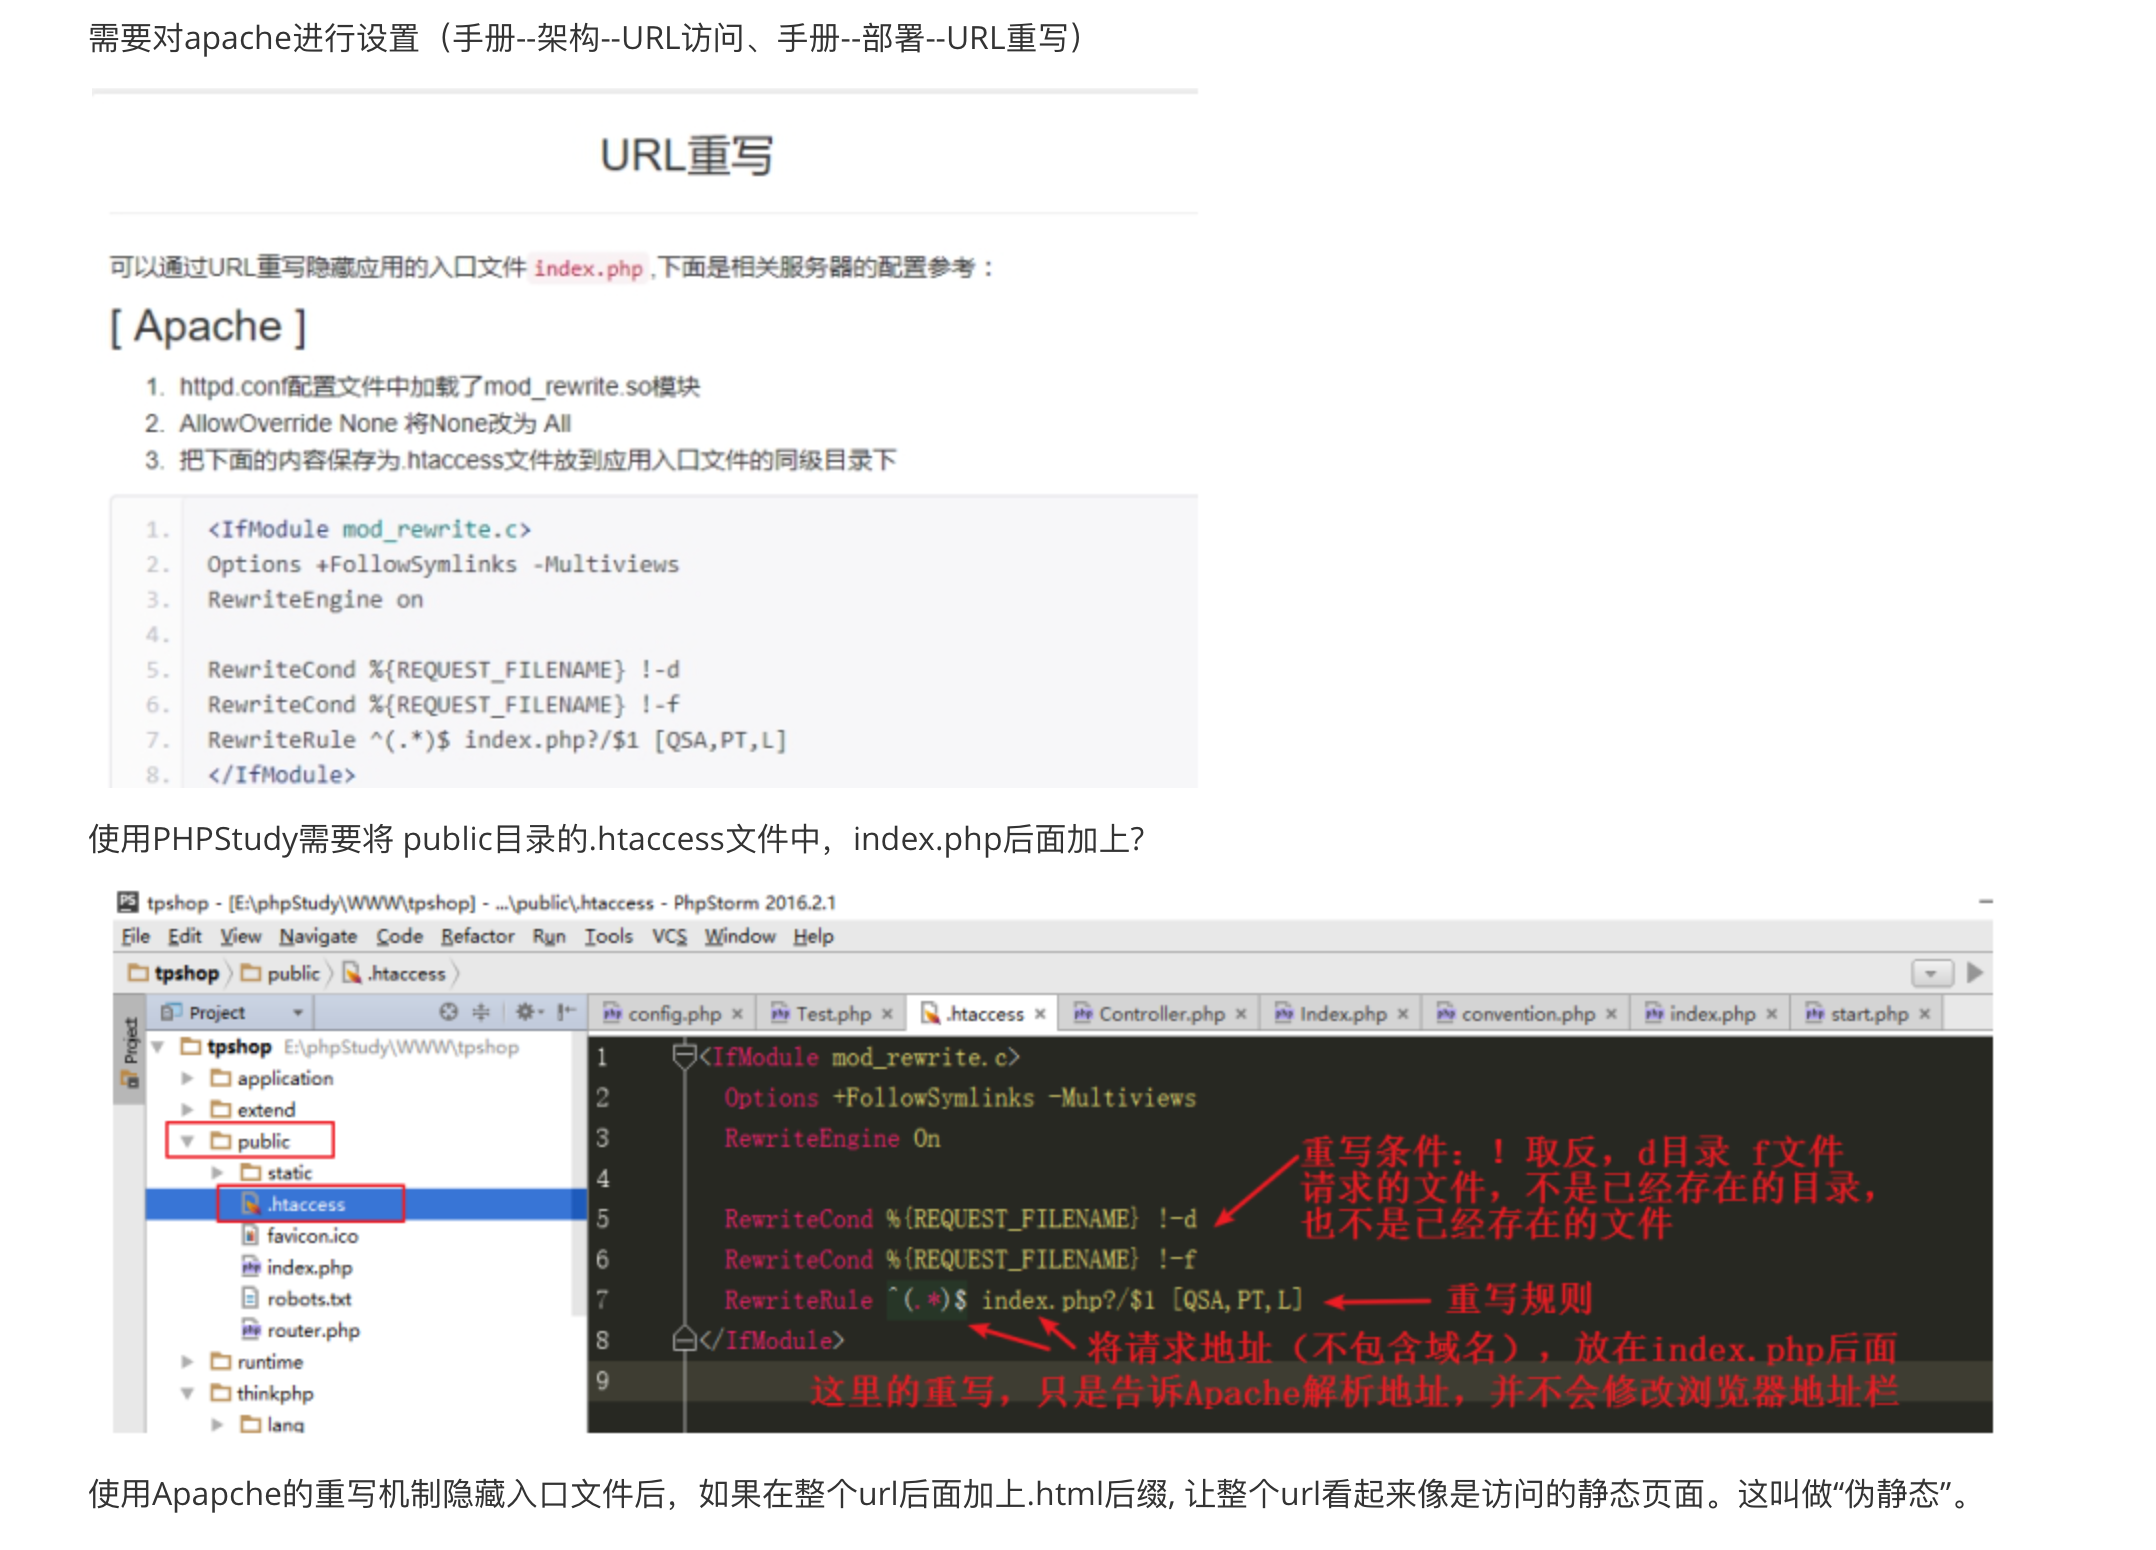 需要对apache进行设置（手册--架构--URL访问、手册--部署--URL重写）
URL重写
可以通过URL重写隐藏应用的入口文件 index.php ,下面是相关服务器的配置参考：
[ Apache ]
1. httpd.conf配置文件中加载了mod_rewrite.so模块
2. AllowOverride None 将None改为 All
3. 把下面的内容保存为.htaccess文件放到应用入口文件的同级目录下
1. <IfModule mod_rewrite.c>
2. Options +FollowSymlinks -Multiviews
3. RewriteEngine on
4.
5. RewriteCond %{REQUEST_FILENAME} !-d
6. RewriteCond %{REQUEST_FILENAME} !-f
7. RewriteRule ^(.*)$ index.php?/$1 [QSA,PT,L]
8. </IfModule>
使用PHPStudy需要将 public目录的.htaccess文件中，index.php后面加上?
PS tpshop - [E:\phpStudy\WWW\tpshop] - ...\public\.htaccess - PhpStorm 2016.2.1
File Edit View Navigate Code Refactor Run Tools VCS Window Help
tpshop public .htaccess
Project
Project
config.php Test.php .htaccess Controller.php Index.php convention.php index.php start.php
tpshop E:\phpStudy\WWW\tpshop
application
extend
public
static
.htaccess
favicon.ico
index.php
robots.txt
router.php
runtime
thinkphp
lang
1 <IfModule mod_rewrite.c>
2 Options +FollowSymlinks -Multiviews
3 RewriteEngine On
4
5 RewriteCond %{REQUEST_FILENAME} !-d
6 RewriteCond %{REQUEST_FILENAME} !-f
7 RewriteRule ^(.*)$ index.php?/$1 [QSA,PT,L]
8 </IfModule>
9
重写条件：！取反，d目录 f文件
请求的文件，不是已经存在的目录，
也不是已经存在的文件
重写规则
将请求地址（不包含域名），放在index.php后面
这里的重写，只是告诉Apache解析地址，并不会修改浏览器地址栏
使用Apapche的重写机制隐藏入口文件后，如果在整个url后面加上.html后缀, 让整个url看起来像是访问的静态页面。这叫做“伪静态”。